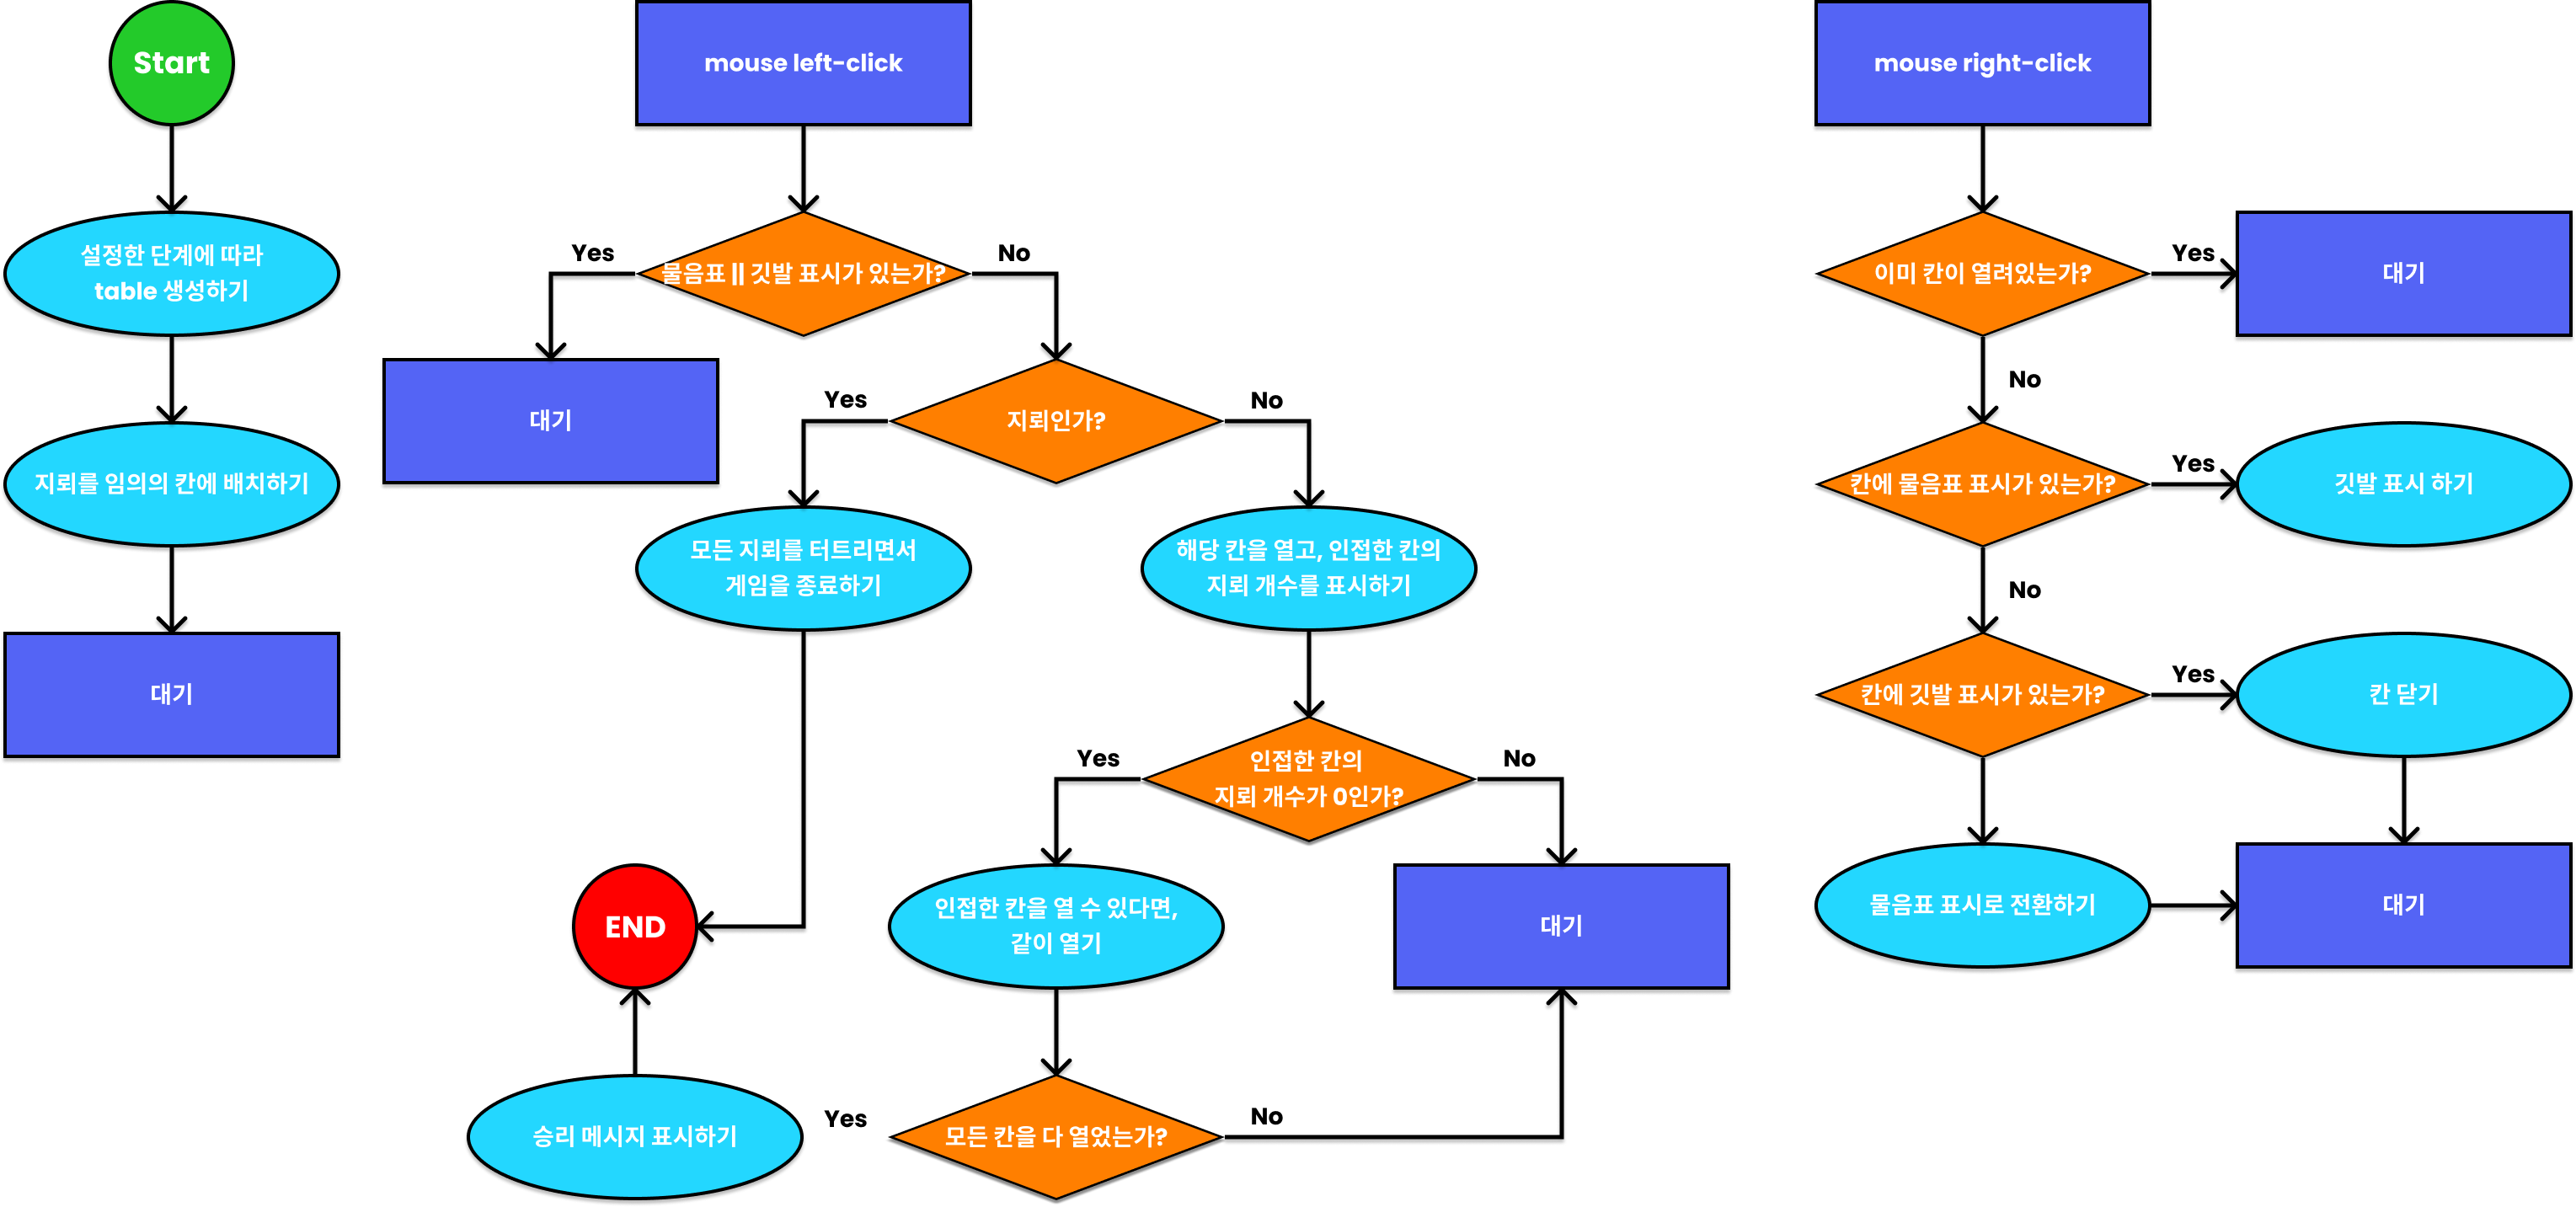 Start
설정한 단계에 따라
table 생성하기
지뢰를 임의의 칸에 배치하기
대기
mouse left-click
물음표 || 깃발 표시가 있는가?
Yes
No
대기
지뢰인가?
Yes
No
모든 지뢰를 터트리면서
게임을 종료하기
해당 칸을 열고, 인접한 칸의
지뢰 개수를 표시하기
인접한 칸의
지뢰 개수가 0인가?
Yes
No
END
인접한 칸을 열 수 있다면,
같이 열기
대기
승리 메시지 표시하기
Yes
모든 칸을 다 열었는가?
No
mouse right-click
이미 칸이 열려있는가?
Yes
대기
No
칸에 물음표 표시가 있는가?
Yes
깃발 표시 하기
No
칸에 깃발 표시가 있는가?
Yes
칸 닫기
물음표 표시로 전환하기
대기